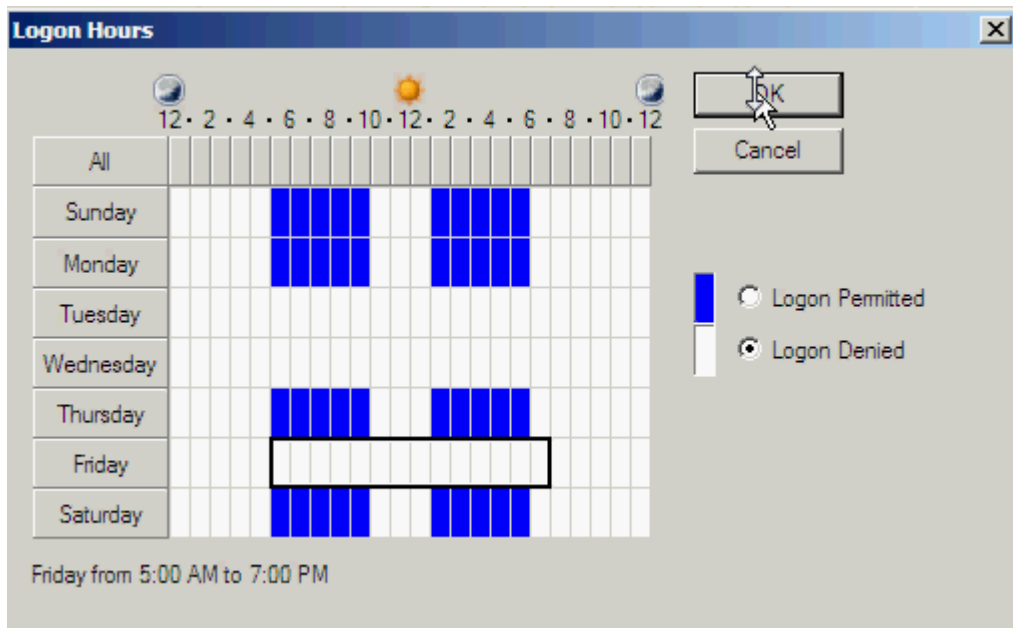 Logon Hours
12 · 2 · 4 · 6 · 8 · 10 · 12 · 2 · 4 · 6 · 8 · 10 · 12
OK
Cancel
All
Sunday
Monday
Tuesday
Wednesday
Thursday
Friday
Saturday
Logon Permitted
Logon Denied
Friday from 5:00 AM to 7:00 PM